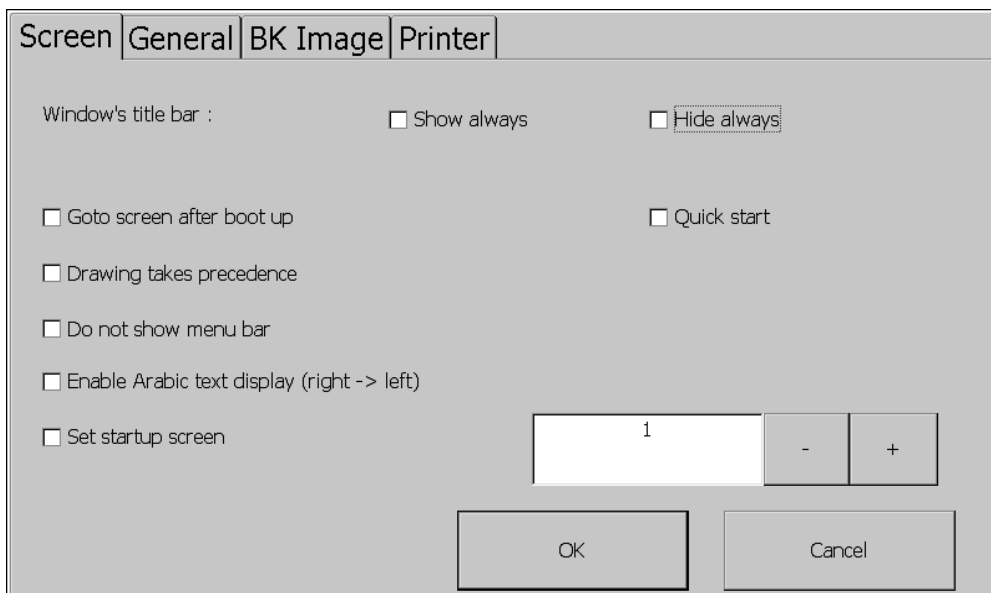 Screen General BK Image Printer
Window's title bar : Show always Hide always
Goto screen after boot up Quick start
Drawing takes precedence
Do not show menu bar
Enable Arabic text display (right -> left)
Set startup screen 1 - +
OK Cancel